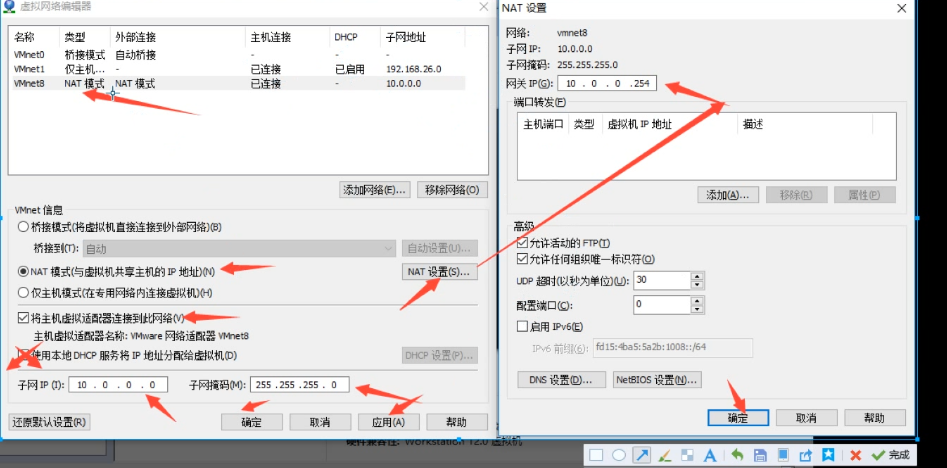 虚拟网络编辑器
名称 类型 外部连接 主机连接 DHCP 子网地址
VMnet0 桥接模式 自动桥接 - -
VMnet1 仅主机... - 已连接 已启用 192.168.26.0
VMnet8 NAT 模式 NAT 模式 已连接 - 10.0.0.0
添加网络(E)... 移除网络(O)
VMnet 信息
桥接模式(将虚拟机直接连接到外部网络)(B)
桥接到(T): 自动 自动设置(U)...
NAT 模式(与虚拟机共享主机的 IP 地址)(N) NAT 设置(S)...
仅主机模式(在专用网络内连接虚拟机)(H)
将主机虚拟适配器连接到此网络(V)
主机虚拟适配器名称: VMware 网络适配器 VMnet8
使用本地 DHCP 服务将 IP 地址分配给虚拟机(D) DHCP 设置(P)...
子网 IP (I): 10 . 0 . 0 . 0 子网掩码(M): 255 .255 .255 . 0
还原默认设置(R) 确定 取消 应用(A) 帮助
NAT 设置
网络: vmnet8
子网 IP: 10.0.0.0
子网掩码: 255.255.255.0
网关 IP(G): 10 . 0 . 0 .254
端口转发(F)
主机端口 类型 虚拟机 IP 地址 描述
添加(A)... 移除(R) 属性(P)
高级
允许活动的 FTP(T)
允许任何组织唯一标识符(O)
UDP 超时(以秒为单位)(U): 30
配置端口(C): 0
启用 IPv6(E)
IPv6 前缀(6): fd15:4ba5:5a2b:1008::/64
DNS 设置(D)... NetBIOS 设置(N)...
确定 取消 帮助
硬件兼容性: Workstation 12.0 虚拟机
完成